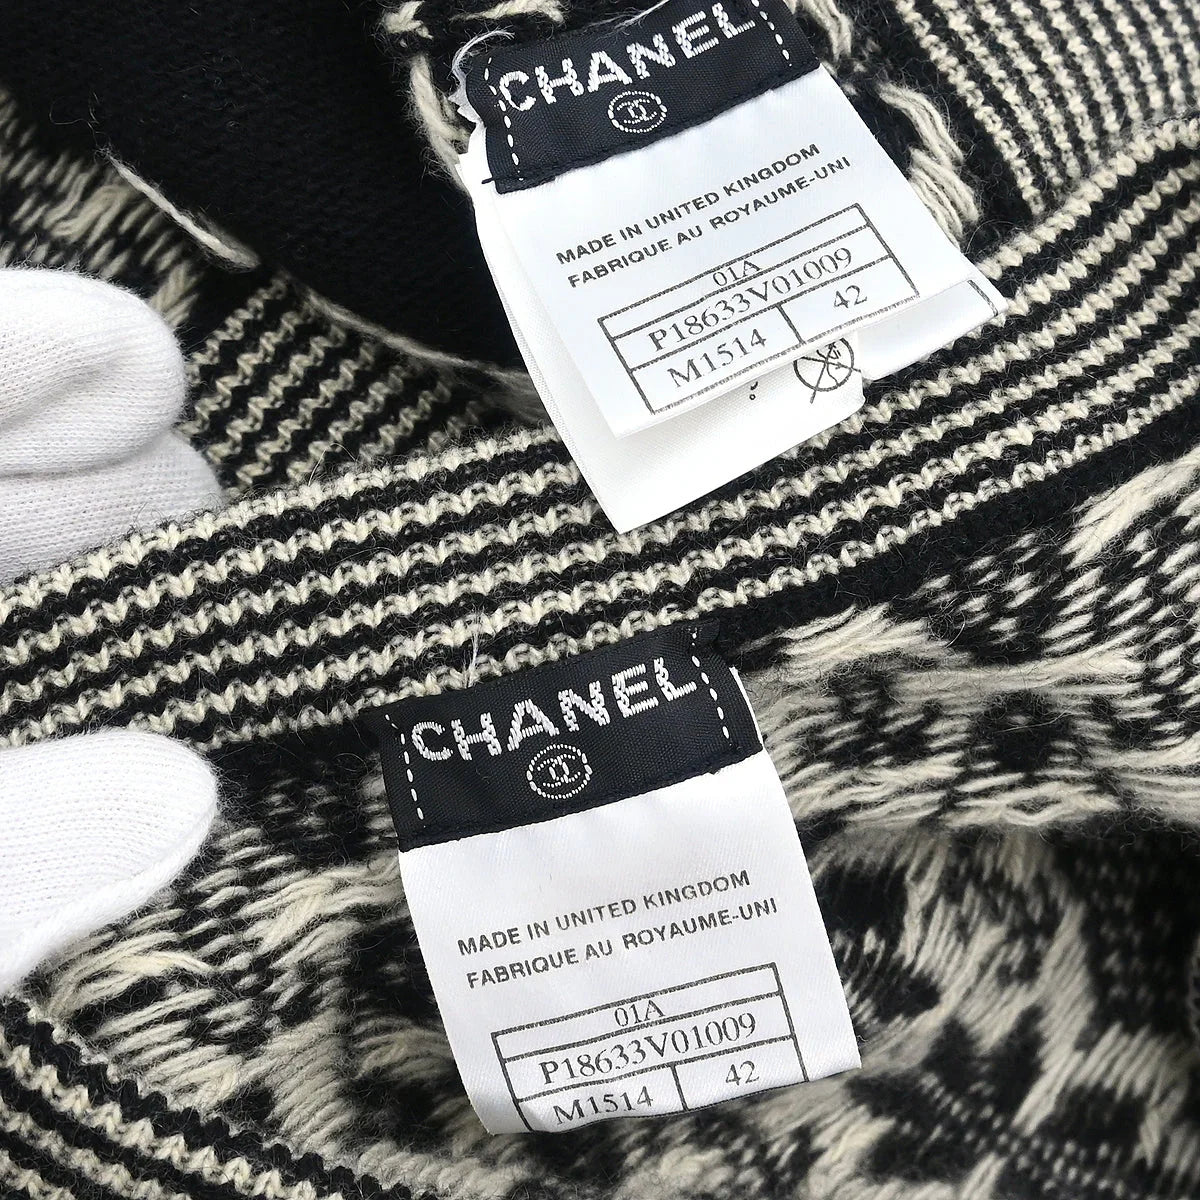 CHANEL
MADE IN UNITED KINGDOM
FABRIQUE AU ROYAUME-UNI
01A
P18633V01009
M1514 42
CHANEL
MADE IN UNITED KINGDOM
FABRIQUE AU ROYAUME-UNI
01A
P18633V01009
M1514 42